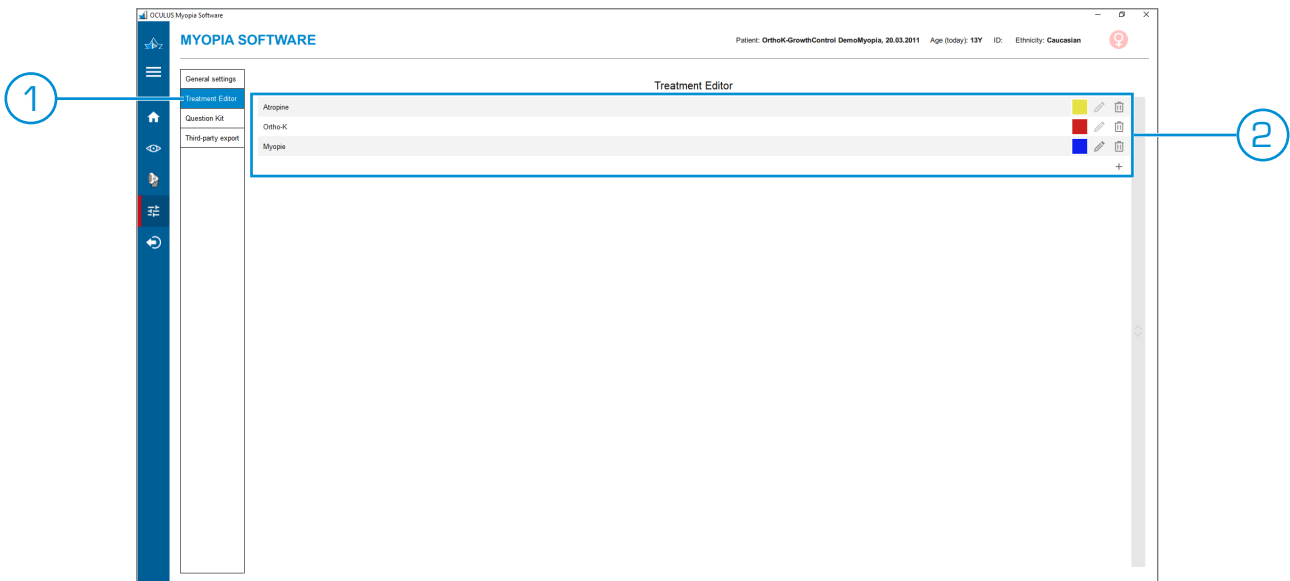 OCULUS Myopia Software
MYOPIA SOFTWARE
Patient: OrthoK-GrowthControl DemoMyopia, 20.03.2011 Age (today): 13Y ID: Ethnicity: Caucasian
General settings
Treatment Editor
Question Kit
Third-party export
Treatment Editor
Atropine
Ortho-K
Myopie
+
1
2